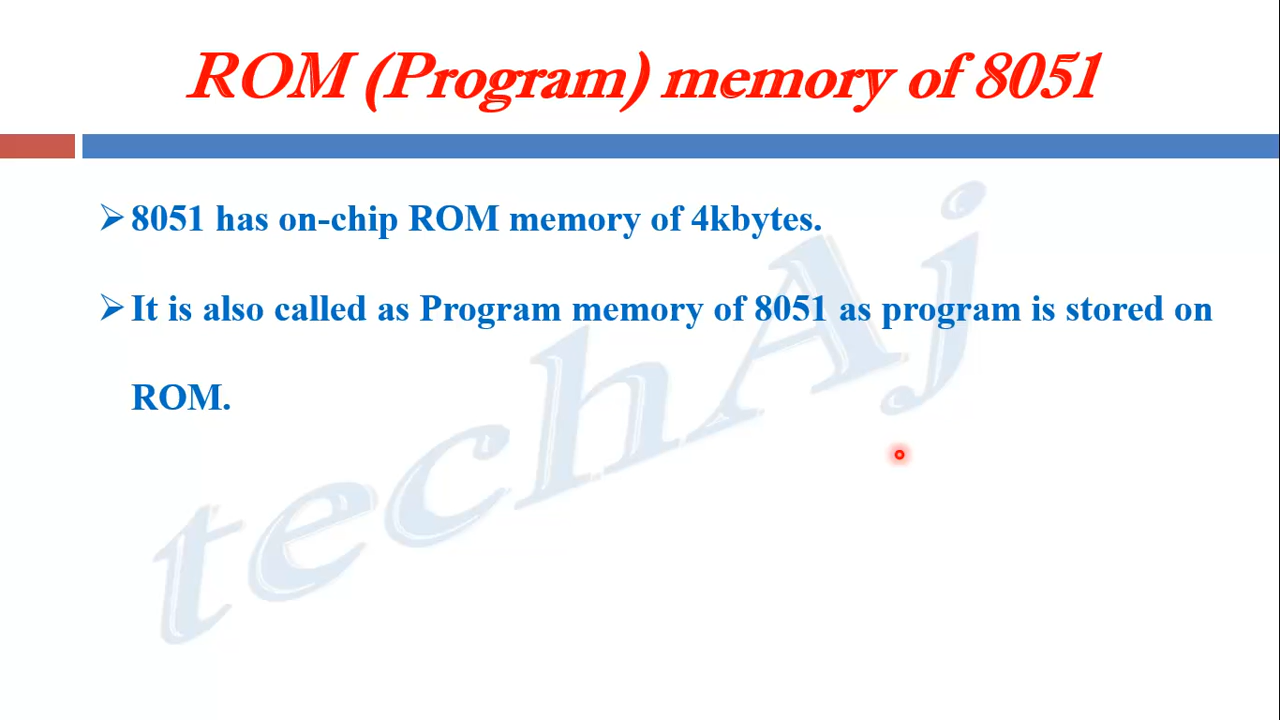 ROM (Program) memory of 8051
➢ 8051 has on-chip ROM memory of 4kbytes.
➢ It is also called as Program memory of 8051 as program is stored on
ROM.
techAj